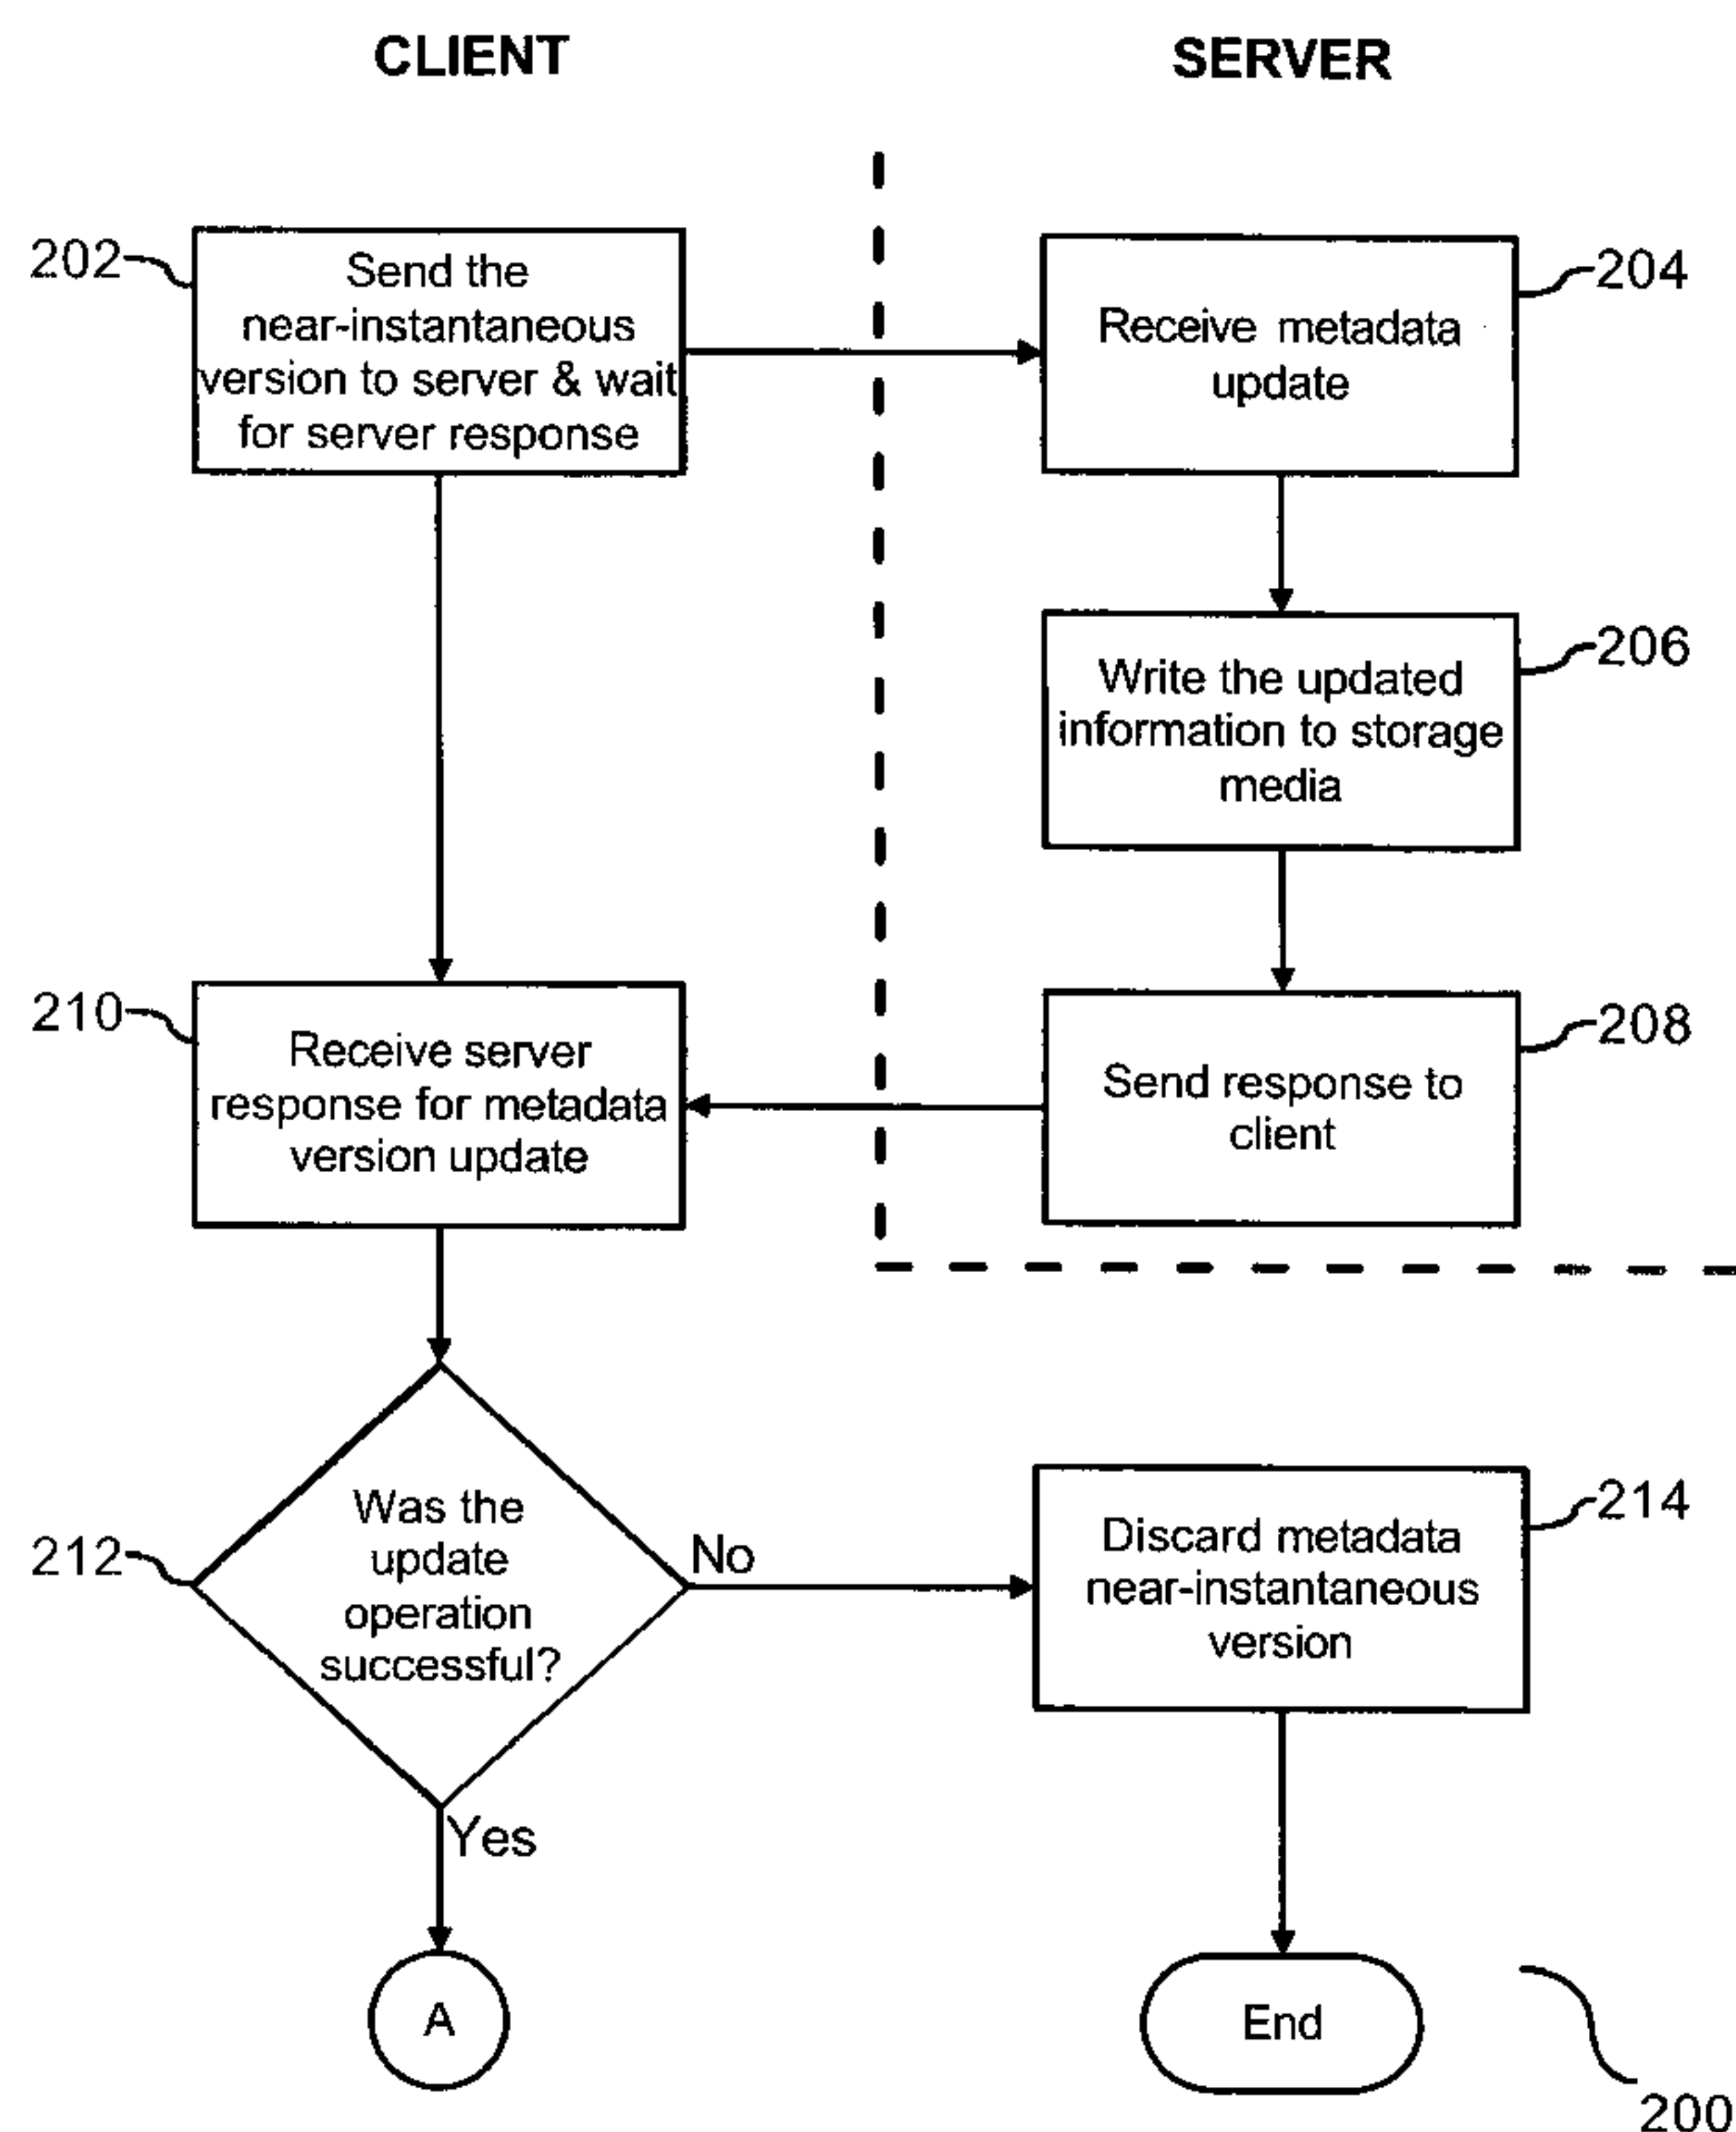 CLIENT
SERVER
202
Send the
near-instantaneous
version to server & wait
for server response
204
Receive metadata
update
206
Write the updated
information to storage
media
210
Receive server
response for metadata
version update
208
Send response to
client
212
Was the
update
operation
successful?
No
Yes
214
Discard metadata
near-instantaneous
version
A
End
200